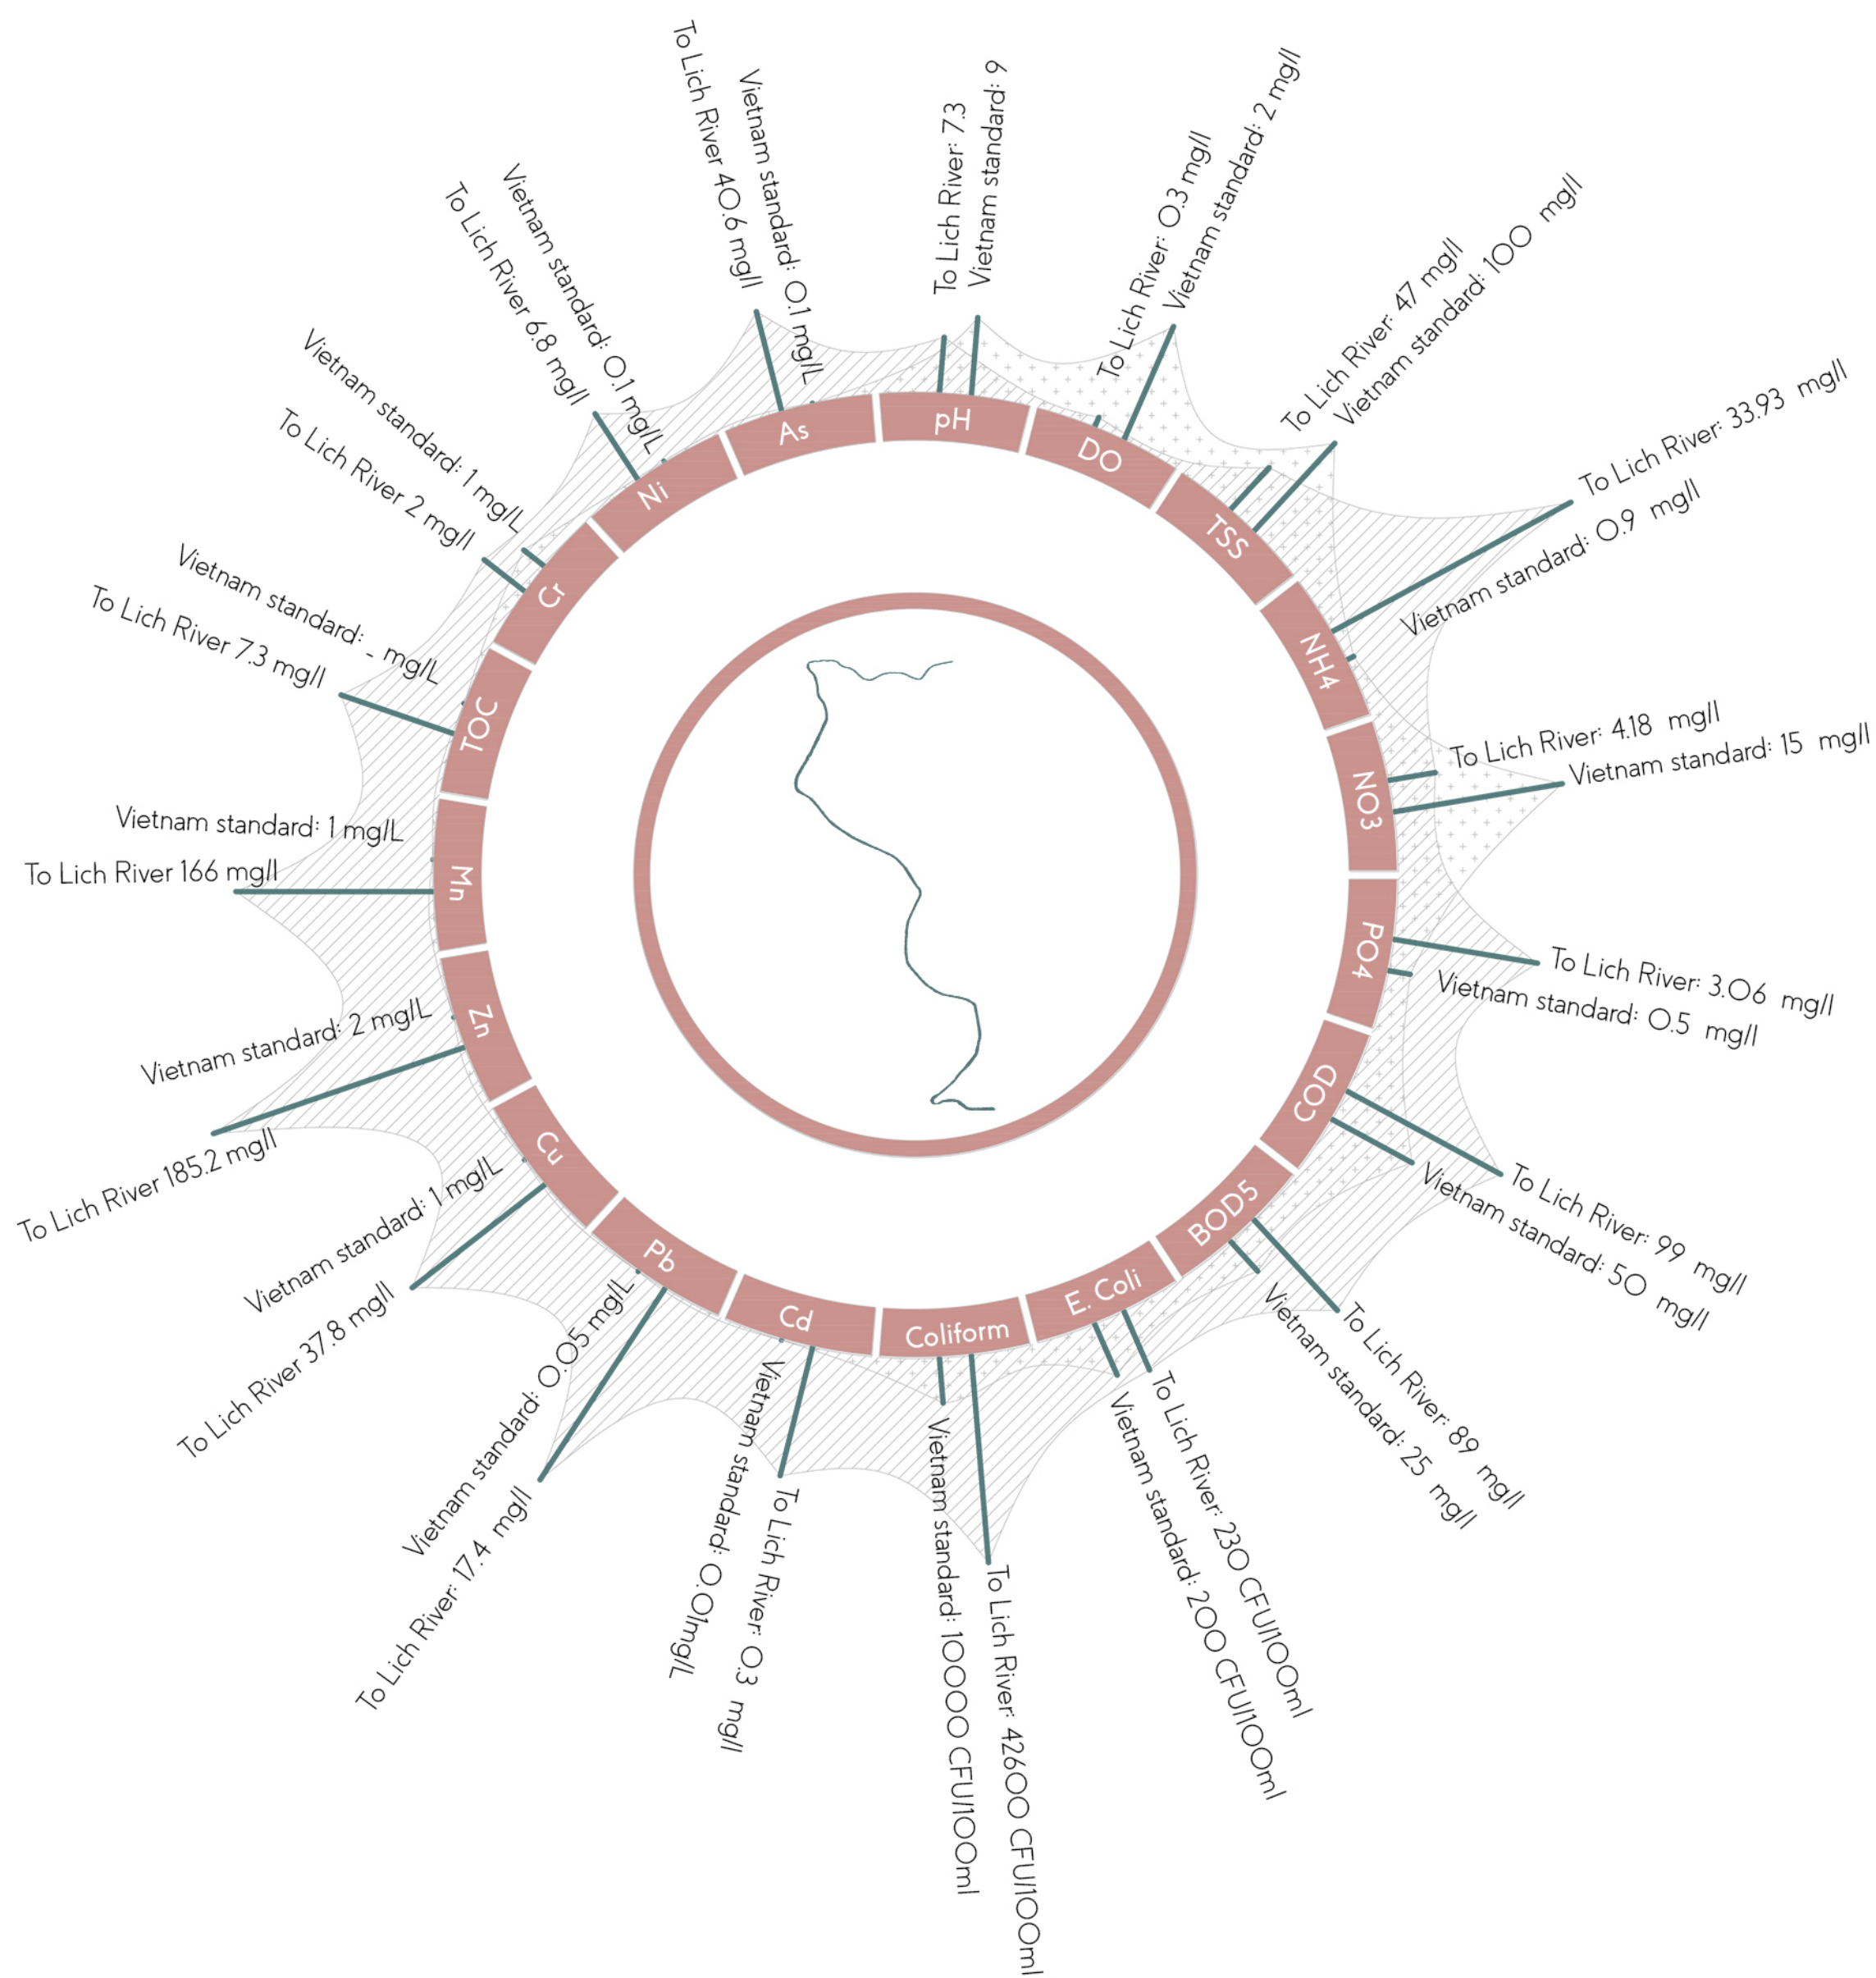 pH
To Lich River: 7.3
Vietnam standard: 9
DO
To Lich River: 0.3 mg/l
Vietnam standard: 2 mg/l
TSS
To Lich River: 47 mg/l
Vietnam standard: 100 mg/l
NH4
To Lich River: 33.93 mg/l
Vietnam standard: 0.9 mg/l
NO3
To Lich River: 4.18 mg/l
Vietnam standard: 15 mg/l
PO4
To Lich River: 3.06 mg/l
Vietnam standard: 0.5 mg/l
COD
To Lich River: 99 mg/l
Vietnam standard: 50 mg/l
BOD5
To Lich River: 89 mg/l
Vietnam standard: 25 mg/l
E. Coli
To Lich River: 230 CFU/100ml
Vietnam standard: 200 CFU/100ml
Coliform
To Lich River: 42600 CFU/100ml
Vietnam standard: 10000 CFU/100ml
Cd
To Lich River: 0.3 mg/l
Vietnam standard: 0.01mg/L
Pb
Vietnam standard: 0.05 mg/L
To Lich River: 17.4 mg/l
Cu
Vietnam standard: 1 mg/L
To Lich River 37.8 mg/l
Zn
Vietnam standard: 2 mg/L
To Lich River 185.2 mg/l
Mn
Vietnam standard: 1 mg/L
To Lich River 166 mg/l
TOC
Vietnam standard: _ mg/L
To Lich River 7.3 mg/l
Cr
Vietnam standard: 1 mg/L
To Lich River 2 mg/l
Ni
Vietnam standard: 0.1 mg/L
To Lich River 6.8 mg/l
As
Vietnam standard: 0.1 mg/L
To Lich River 40.6 mg/l